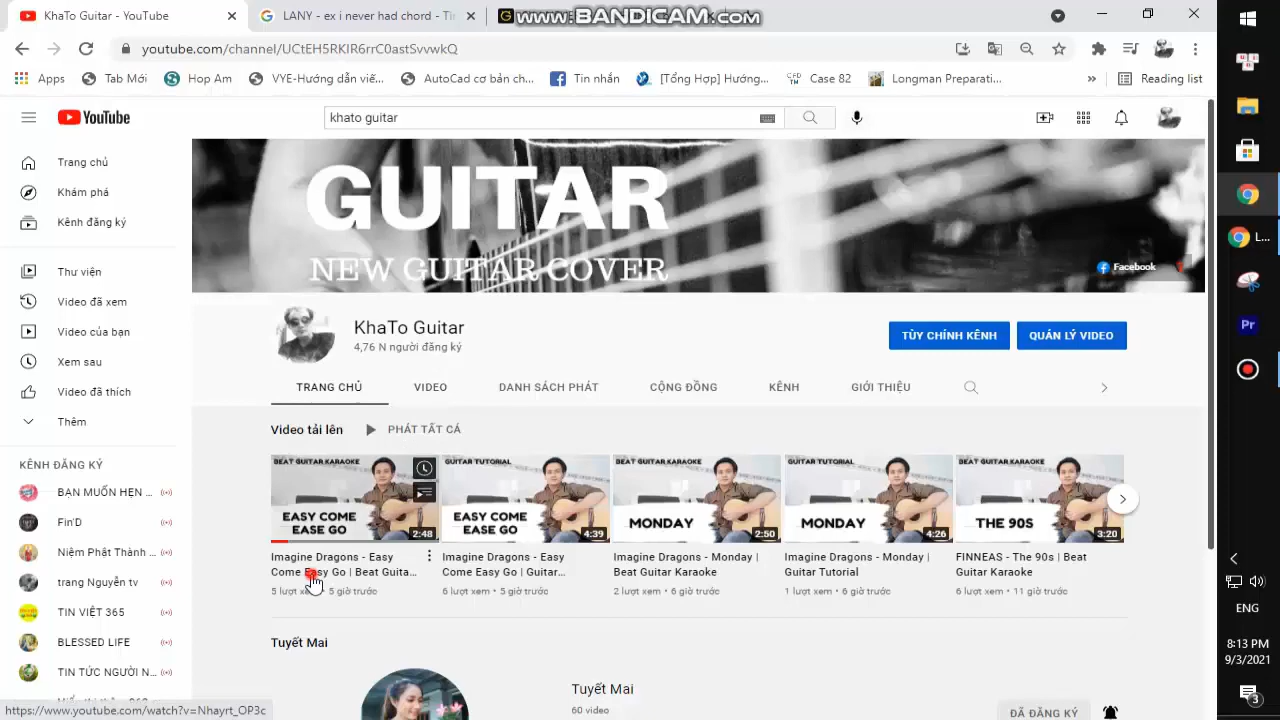 KhaTo Guitar - YouTube
LANY - ex i never had chord - Ti
www.BANDICAM.com
youtube.com/channel/UCtEH5RKIR6rrC0astSvvwkQ
Apps
Tab Mới
Hop Am
VYE-Hướng dẫn viế...
AutoCad cơ bản ch...
Tin nhắn
[Tổng Hợp] Hướng...
Case 82
Longman Preparati...
»
Reading list
YouTube
khato guitar
Trang chủ
Khám phá
Kênh đăng ký
Thư viện
Video đã xem
Video của bạn
Xem sau
Video đã thích
Thêm
KÊNH ĐĂNG KÝ
BẠN MUỐN HẸN ...
Fin'D
Niệm Phật Thành ...
trang Nguyễn tv
TIN VIỆT 365
BLESSED LIFE
TIN TỨC NGƯỜI N...
https://www.youtube.com/watch?v=Nhayrt_OP3c
GUITAR
NEW GUITAR COVER
Facebook
KhaTo Guitar
4,76 N người đăng ký
TÙY CHỈNH KÊNH
QUẢN LÝ VIDEO
TRANG CHỦ
VIDEO
DANH SÁCH PHÁT
CỘNG ĐỒNG
KÊNH
GIỚI THIỆU
Video tải lên
PHÁT TẤT CẢ
BEAT GUITAR KARAOKE
EASY COME
EASE GO
2:48
Imagine Dragons - Easy
Come Easy Go | Beat Guita...
5 lượt xem • 5 giờ trước
GUITAR TUTORIAL
EASY COME
EASE GO
4:39
Imagine Dragons - Easy
Come Easy Go | Guitar...
6 lượt xem • 5 giờ trước
BEAT GUITAR KARAOKE
MONDAY
2:50
Imagine Dragons - Monday |
Beat Guitar Karaoke
2 lượt xem • 6 giờ trước
GUITAR TUTORIAL
MONDAY
4:26
Imagine Dragons - Monday |
Guitar Tutorial
1 lượt xem • 6 giờ trước
BEAT GUITAR KARAOKE
THE 90S
3:20
FINNEAS - The 90s | Beat
Guitar Karaoke
6 lượt xem • 11 giờ trước
Tuyết Mai
Tuyết Mai
60 video
ĐÃ ĐĂNG KÝ
L...
Pr
ENG
8:13 PM
9/3/2021
3